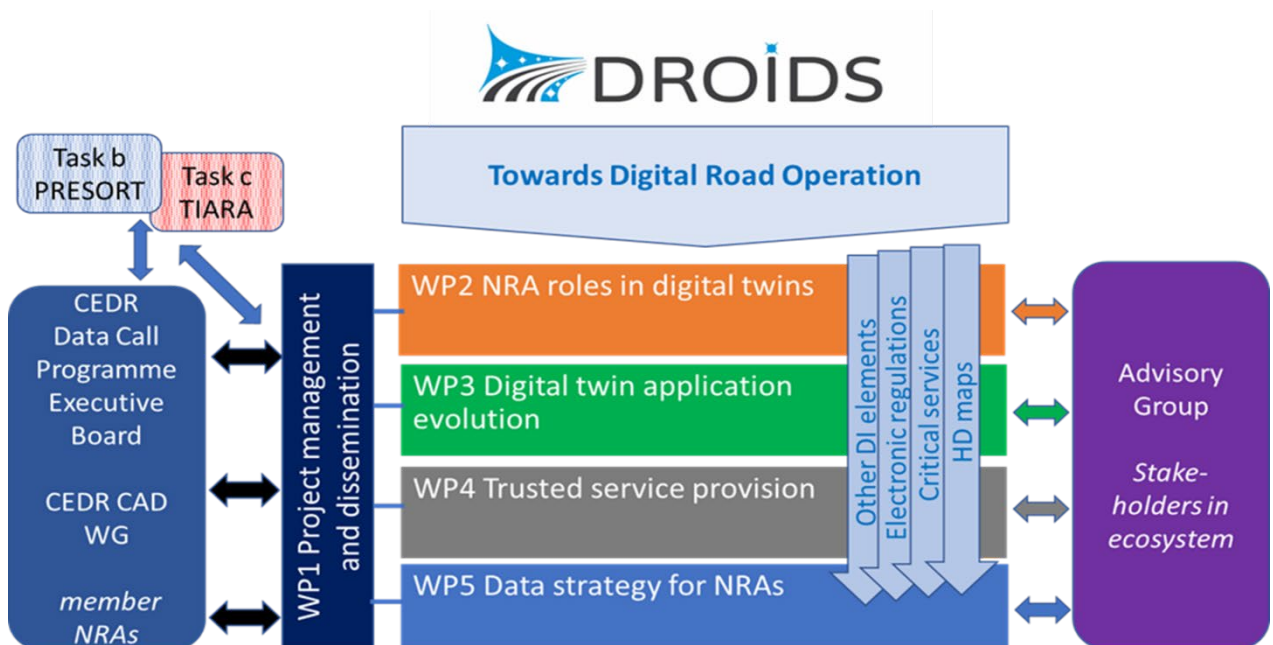 DROIDS
Towards Digital Road Operation
Task b
PRESORT
Task c
TIARA
CEDR
Data Call
Programme
Executive
Board
CEDR CAD
WG
member
NRAs
WP1 Project management
and dissemination
WP2 NRA roles in digital twins
WP3 Digital twin application
evolution
WP4 Trusted service provision
WP5 Data strategy for NRAs
Other DI elements
Electronic regulations
Critical services
HD maps
Advisory
Group
Stake-
holders in
ecosystem